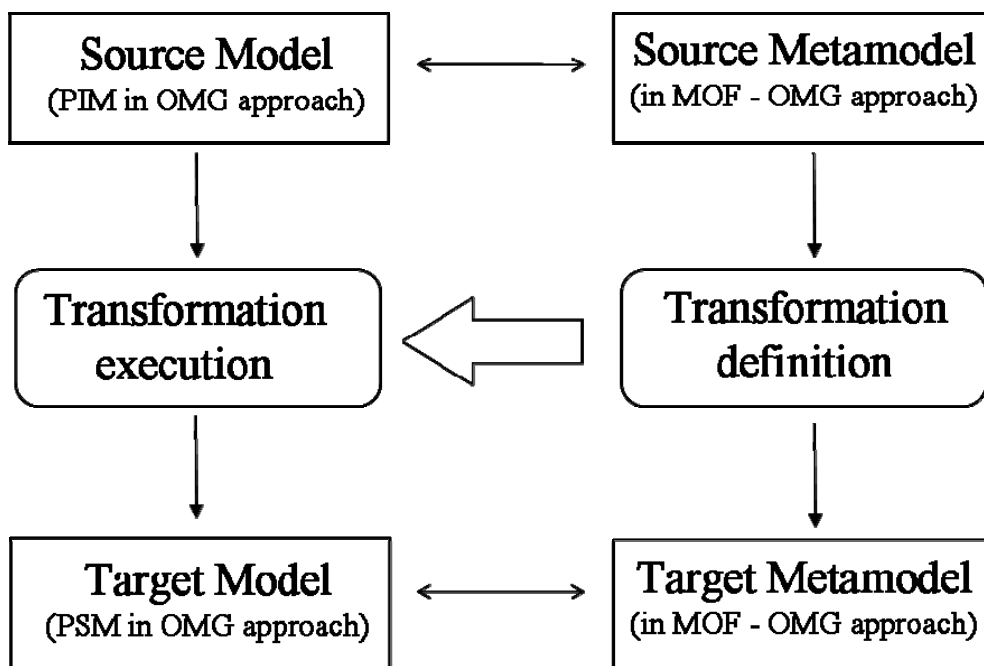 Source Model
(PIM in OMG approach)
Source Metamodel
(in MOF - OMG approach)
Transformation
execution
Transformation
definition
Target Model
(PSM in OMG approach)
Target Metamodel
(in MOF - OMG approach)